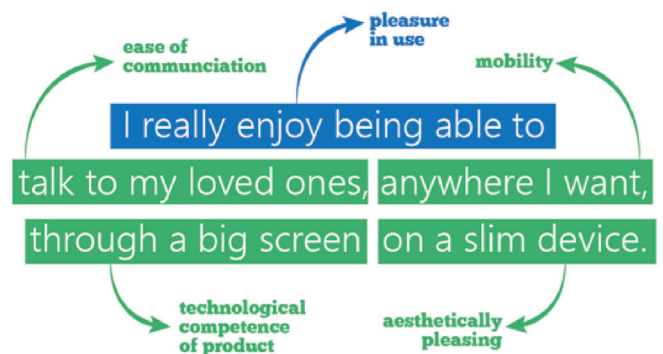 pleasure
in use
ease of
communciation
mobility
I really enjoy being able to
talk to my loved ones, anywhere I want,
through a big screen on a slim device.
technological
competence
of product
aesthetically
pleasing